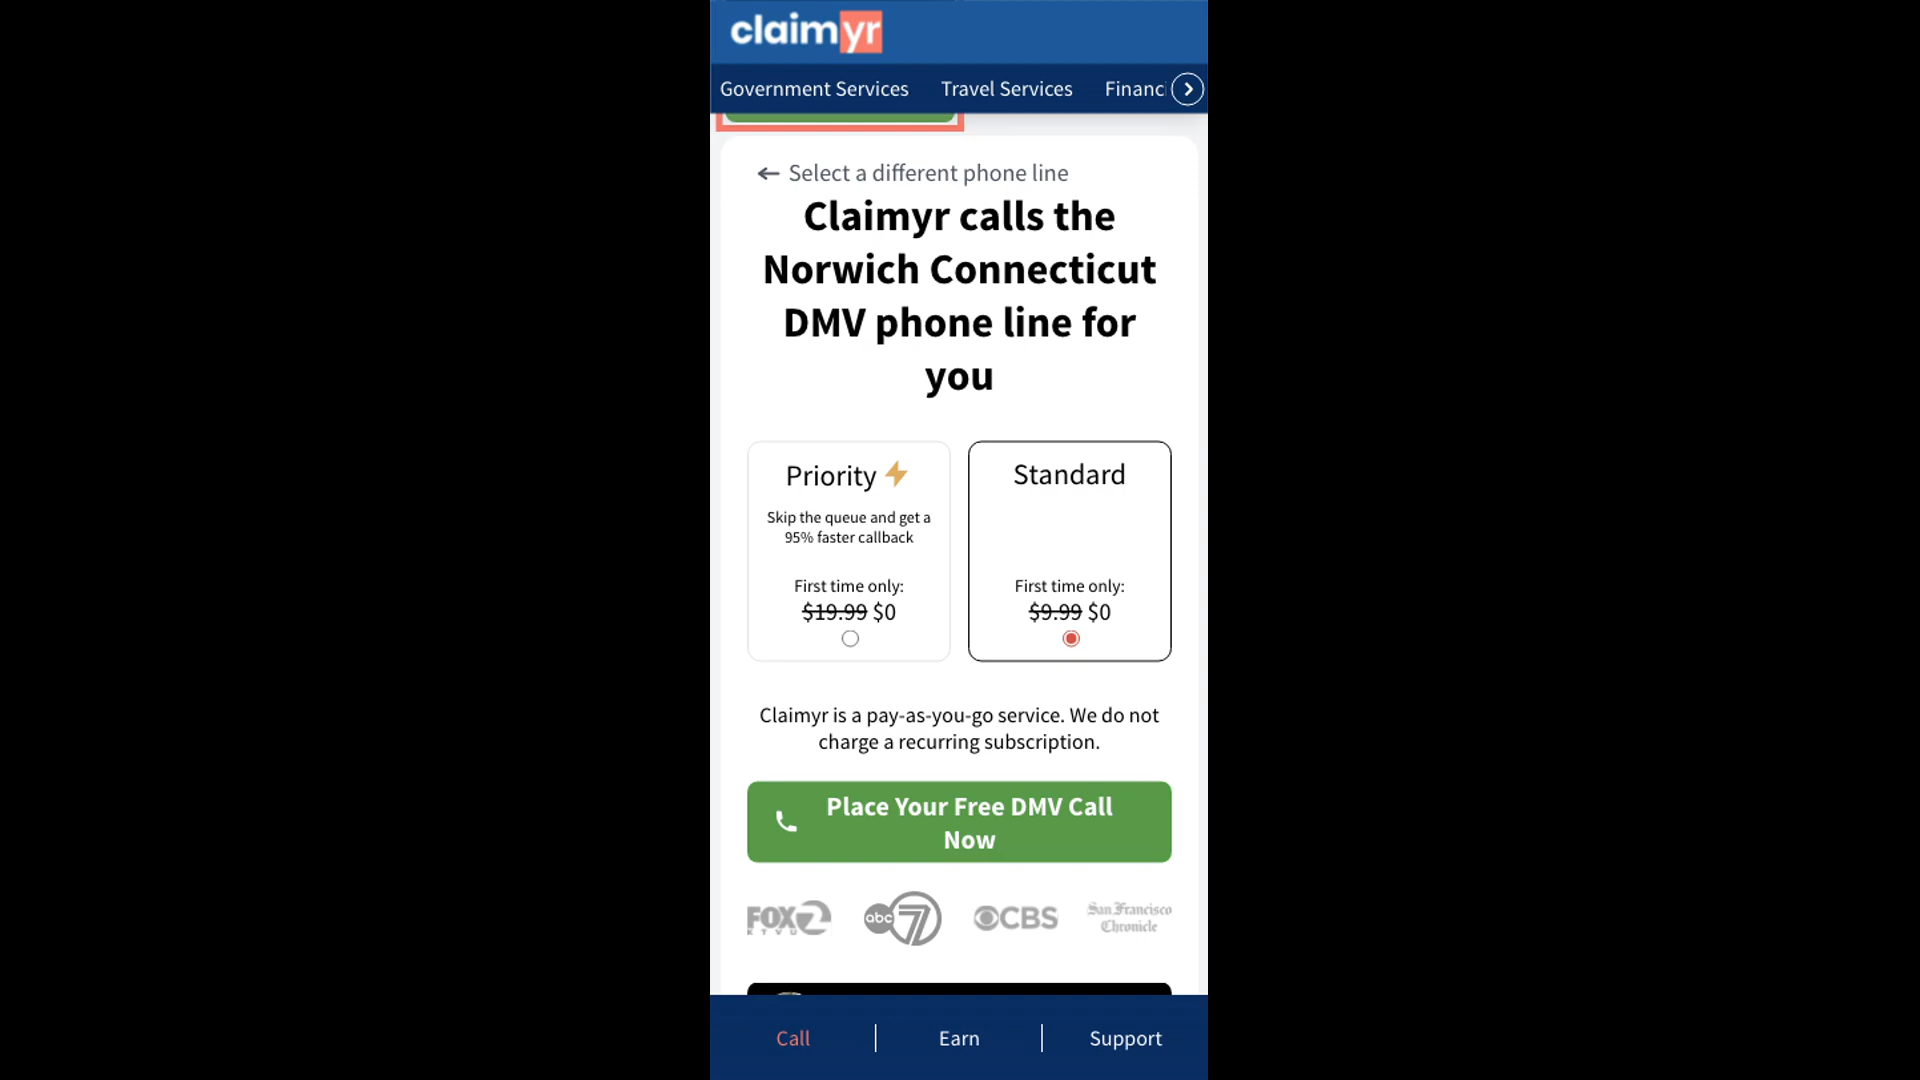 claimyr
Government Services Travel Services Financ
Select a different phone line
Claimyr calls the
Norwich Connecticut
DMV phone line for
you
Priority Standard
Skip the queue and get a
95% faster callback
First time only: First time only:
$19.99 $0 $9.99 $0
Claimyr is a pay-as-you-go service. We do not
charge a recurring subscription.
Place Your Free DMV Call
Now
FOX 2 abc 7 CBS San Francisco
KTVU Chronicle
Call Earn Support